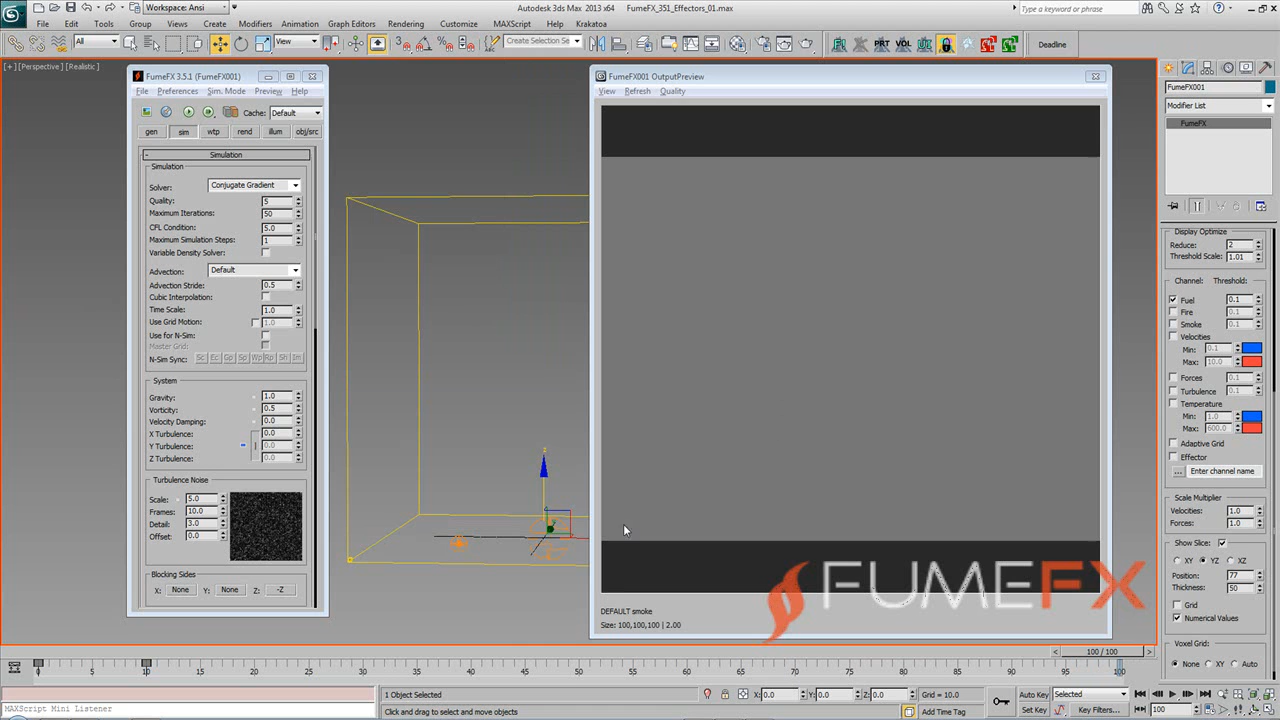 Workspace: Ansi
Autodesk 3ds Max 2013 x64
FumeFX_351_Effectors_01.max
Type a keyword or phrase
File Edit Tools Group Views Create Modifiers Animation Graph Editors Rendering Customize MAXScript Help Krakatoa
All
View
Create Selection Se
PRT
VOL
Deadline
[+][Perspective][Realistic]
FumeFX 3.5.1 (FumeFX001)
File Preferences Sim. Mode Preview Help
Cache: Default
gen sim wtp rend illum obj/src
Simulation
Simulation
Solver: Conjugate Gradient
Quality: 5
Maximum Iterations: 50
CFL Condition: 5.0
Maximum Simulation Steps: 1
Variable Density Solver:
Advection: Default
Advection Stride: 0.5
Cubic Interpolation:
Time Scale: 1.0
Use Grid Motion: 1.0
Use for N-Sim:
Master Grid:
N-Sim Sync: Sc Ec Gp Sp Wp Rp Sh Im
System
Gravity: 1.0
Vorticity: 0.5
Velocity Damping: 0.0
X Turbulence: 0.0
Y Turbulence: 0.0
Z Turbulence: 0.0
Turbulence Noise
Scale: 5.0
Frames: 10.0
Detail: 3.0
Offset: 0.0
Blocking Sides
X: None Y: None Z: -Z
FumeFX001 OutputPreview
View Refresh Quality
DEFAULT smoke
Size: 100,100,100 | 2.00
FUMEFX
FumeFX001
Modifier List
FumeFX
Display Optimize
Reduce: 2
Threshold Scale: 1.01
Channel: Threshold:
Fuel 0.1
Fire 0.1
Smoke 0.1
Velocities
Min: 0.1
Max: 10.0
Forces 0.1
Turbulence 0.1
Temperature
Min: 1.0
Max: 600.0
Adaptive Grid
Effector
... Enter channel name
Scale Multiplier
Velocities: 1.0
Forces: 1.0
Show Slice:
XY YZ XZ
Position: 77
Thickness: 50
Grid
Numerical Values
Voxel Grid:
None XY Auto
100 / 100
0 5 10 15 20 25 30 35 40 45 50 55 60 65 70 75 80 85 90 95 100
1 Object Selected
X: 0.0 Y: 0.0 Z: 0.0
Grid = 10.0
Auto Key Selected
MAXScript Mini Listener
Click and drag to select and move objects
Add Time Tag
Set Key Key Filters... 100